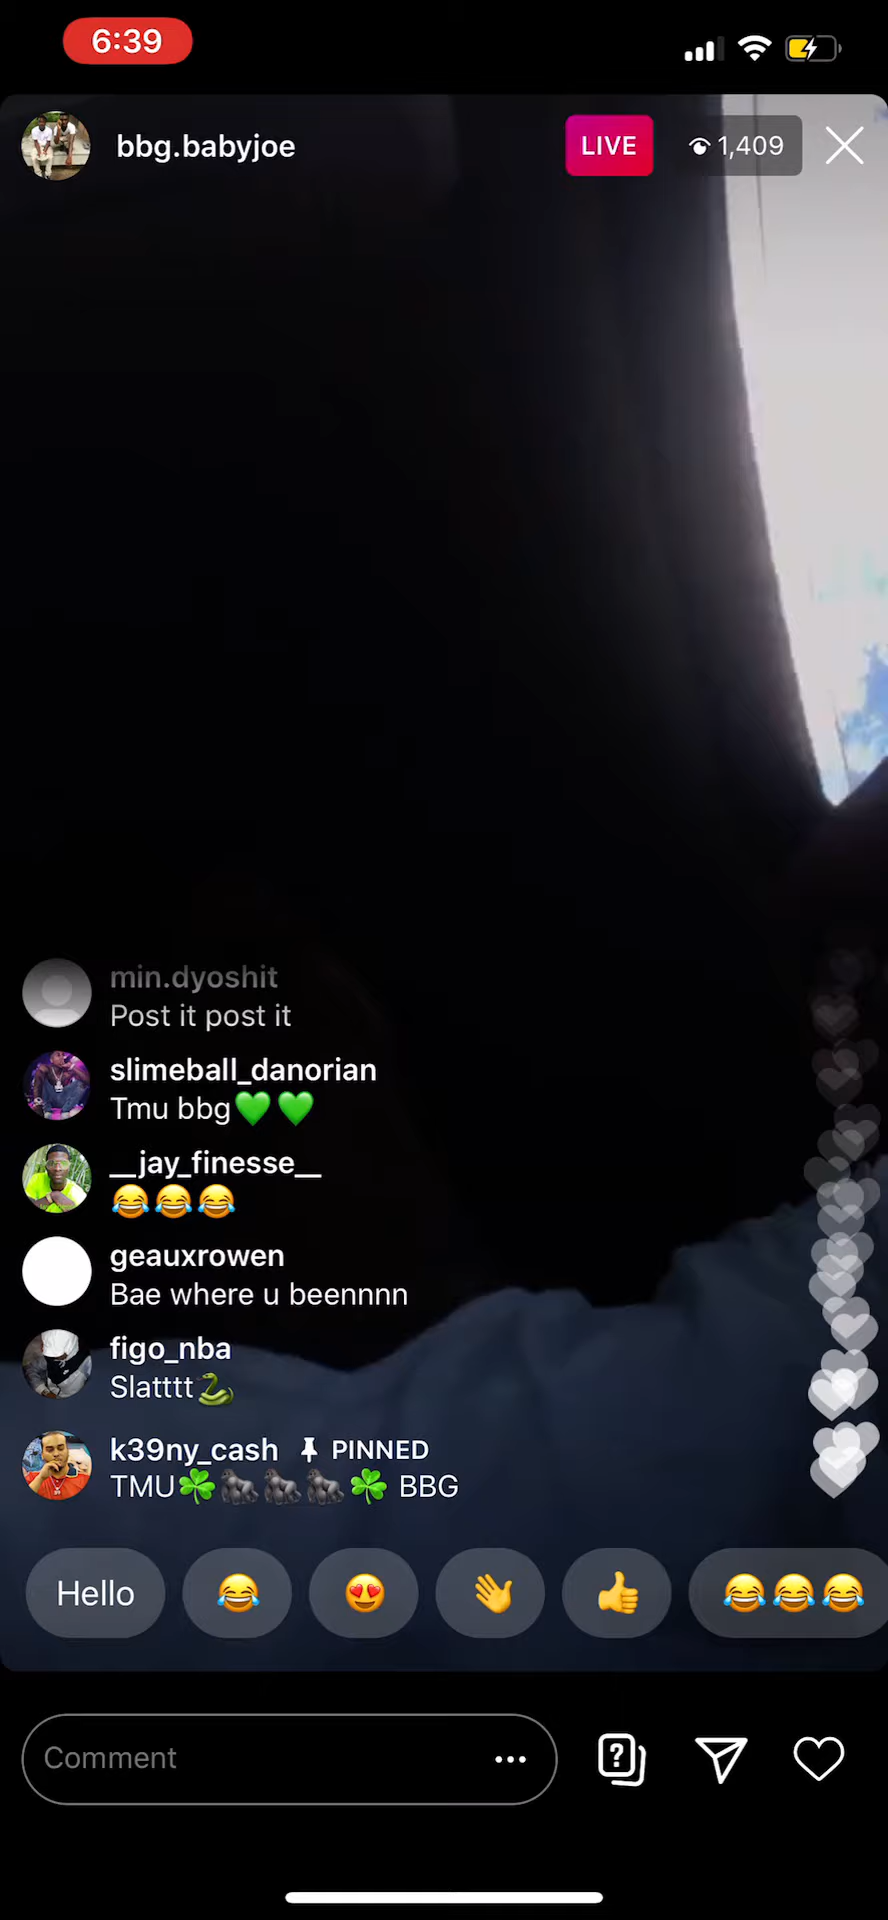 6:39
bbg.babyjoe
LIVE
1,409
min.dyoshit
Post it post it
slimeball_danorian
Tmu bbg💚💚
__jay_finesse__
😂😂😂
geauxrowen
Bae where u beennnn
figo_nba
Slatttt🐍
k39ny_cash PINNED
TMU☘️🦍🦍🦍☘️ BBG
Hello 😂 😍 👋 👍 😂😂😂
Comment